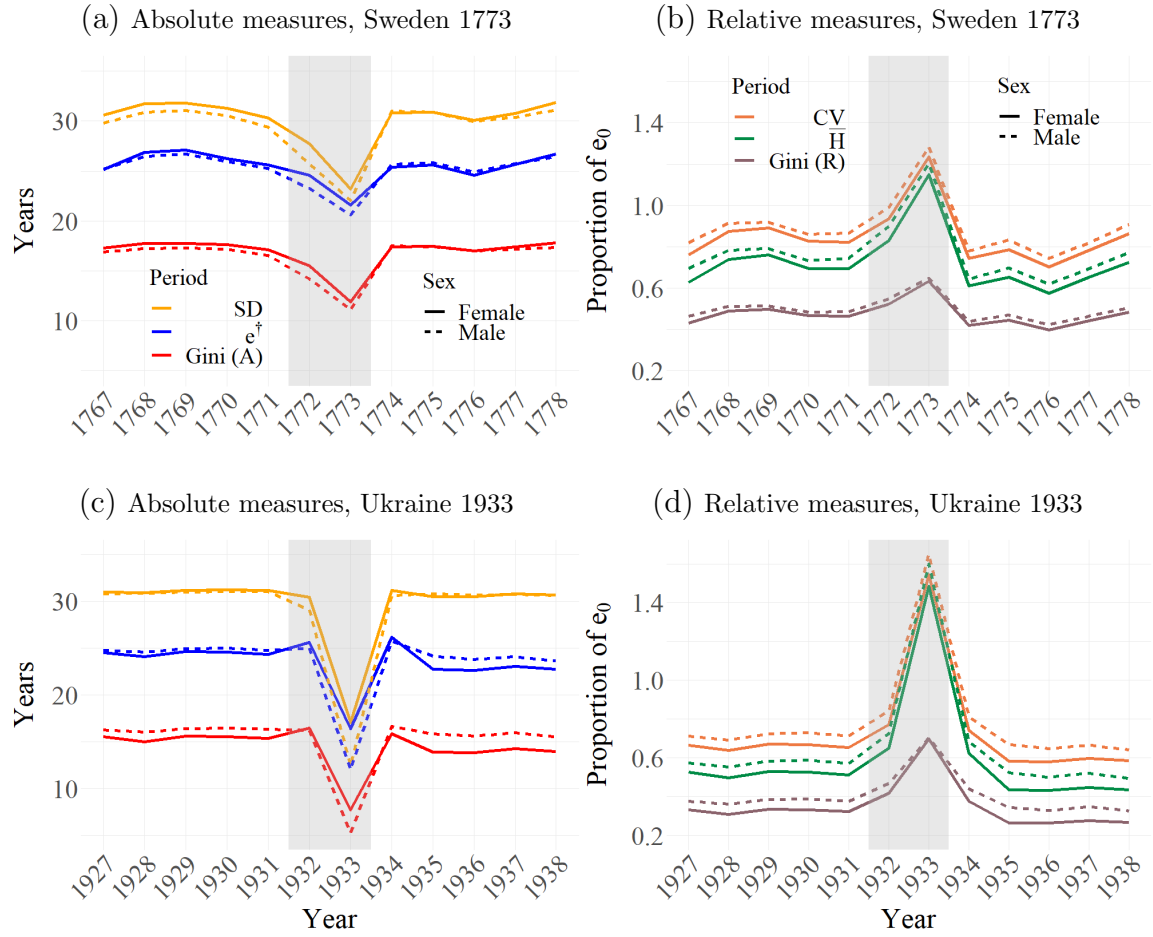 (a) Absolute measures, Sweden 1773
Years
30
20
10
Period
SD
e†
Gini (A)
Sex
Female
Male
1767
1768
1769
1770
1771
1772
1773
1774
1775
1776
1777
1778
(b) Relative measures, Sweden 1773
Proportion of e₀
1.4
1.0
0.6
0.2
Period
CV
H̅
Gini (R)
Sex
Female
Male
1767
1768
1769
1770
1771
1772
1773
1774
1775
1776
1777
1778
(c) Absolute measures, Ukraine 1933
Years
30
20
10
1927
1928
1929
1930
1931
1932
1933
1934
1935
1936
1937
1938
Year
(d) Relative measures, Ukraine 1933
Proportion of e₀
1.4
1.0
0.6
0.2
1927
1928
1929
1930
1931
1932
1933
1934
1935
1936
1937
1938
Year